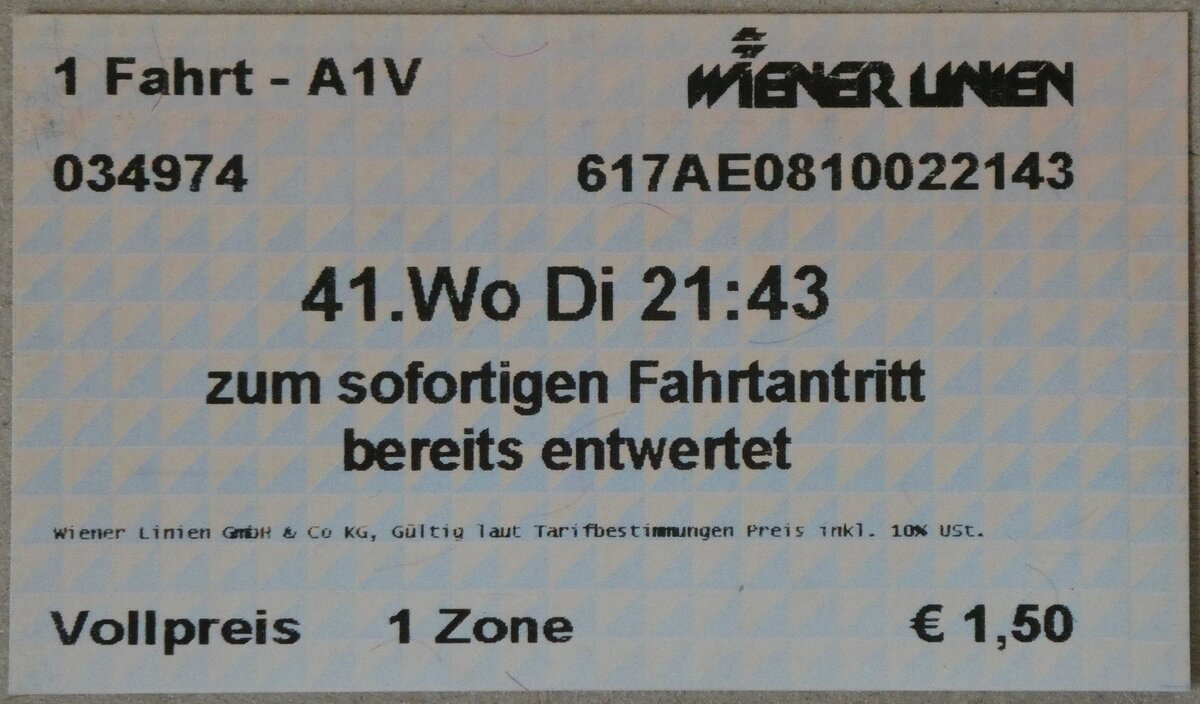 1 Fahrt - A1V
WIENER LINIEN
034974
617AE0810022143
41.Wo Di 21:43
zum sofortigen Fahrtantritt
bereits entwertet
Wiener Linien GmbH & Co KG, Gültig laut Tarifbestimmungen Preis inkl. 10% USt.
Vollpreis 1 Zone € 1,50